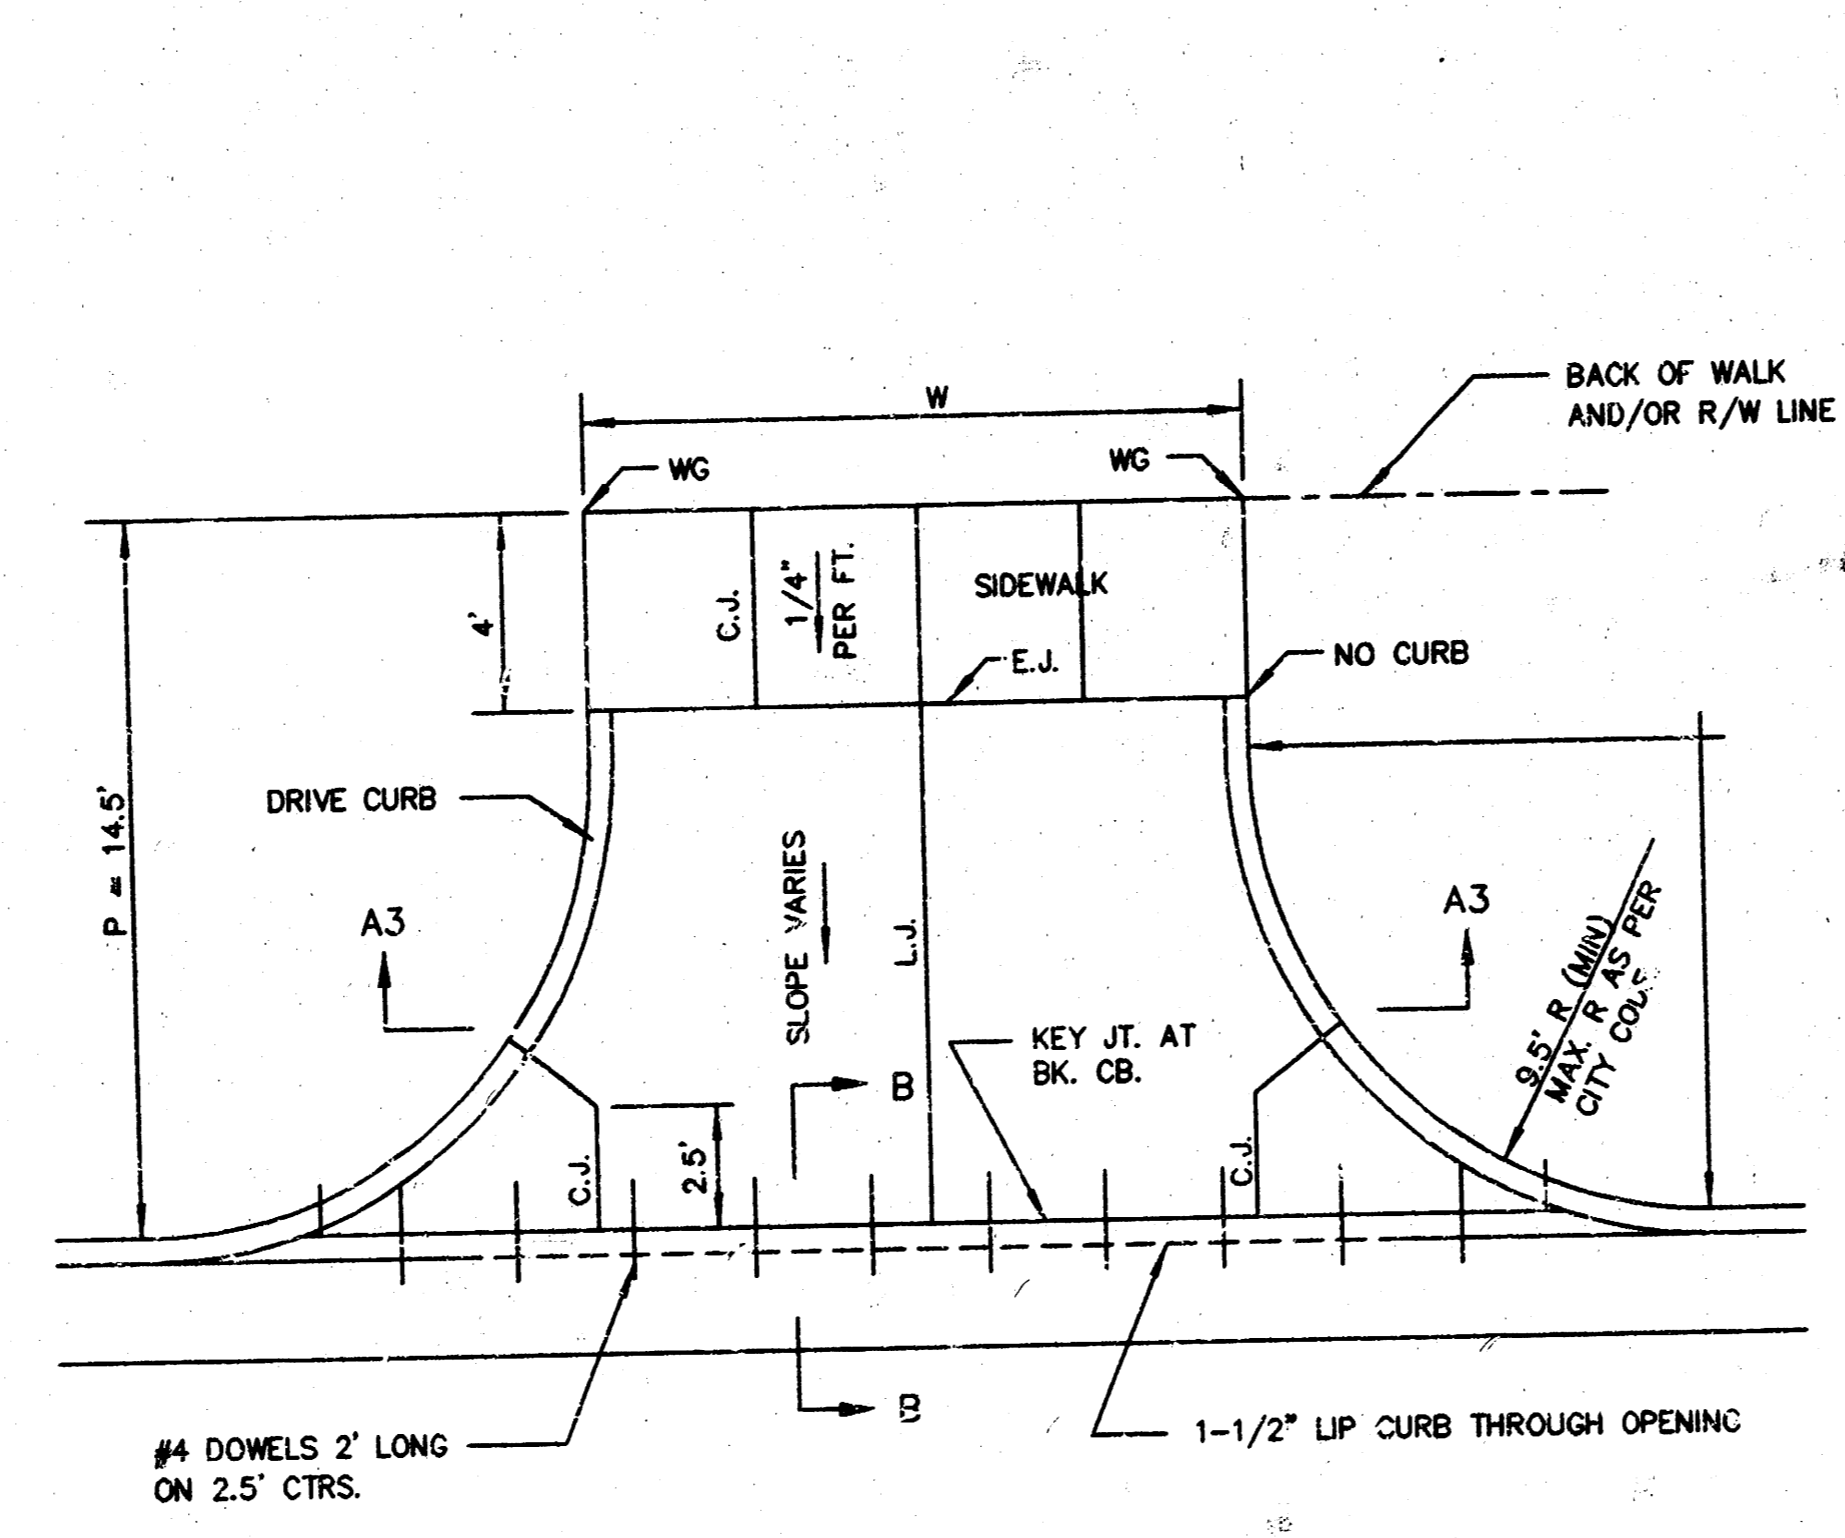 BACK OF WALK
AND/OR R/W LINE
W
WG
WG
4'
C.J.
1/4"
PER FT.
SIDEWALK
E.J.
NO CURB
DRIVE CURB
P = 14.5'
A3
A3
SLOPE VARIES
L.J.
9.5' R (MIN)
MAX. R AS PER
CITY CODE
KEY JT. AT
BK. CB.
B
C.J.
2.5'
C.J.
B
#4 DOWELS 2' LONG
ON 2.5' CTRS.
1-1/2" LIP CURB THROUGH OPENING